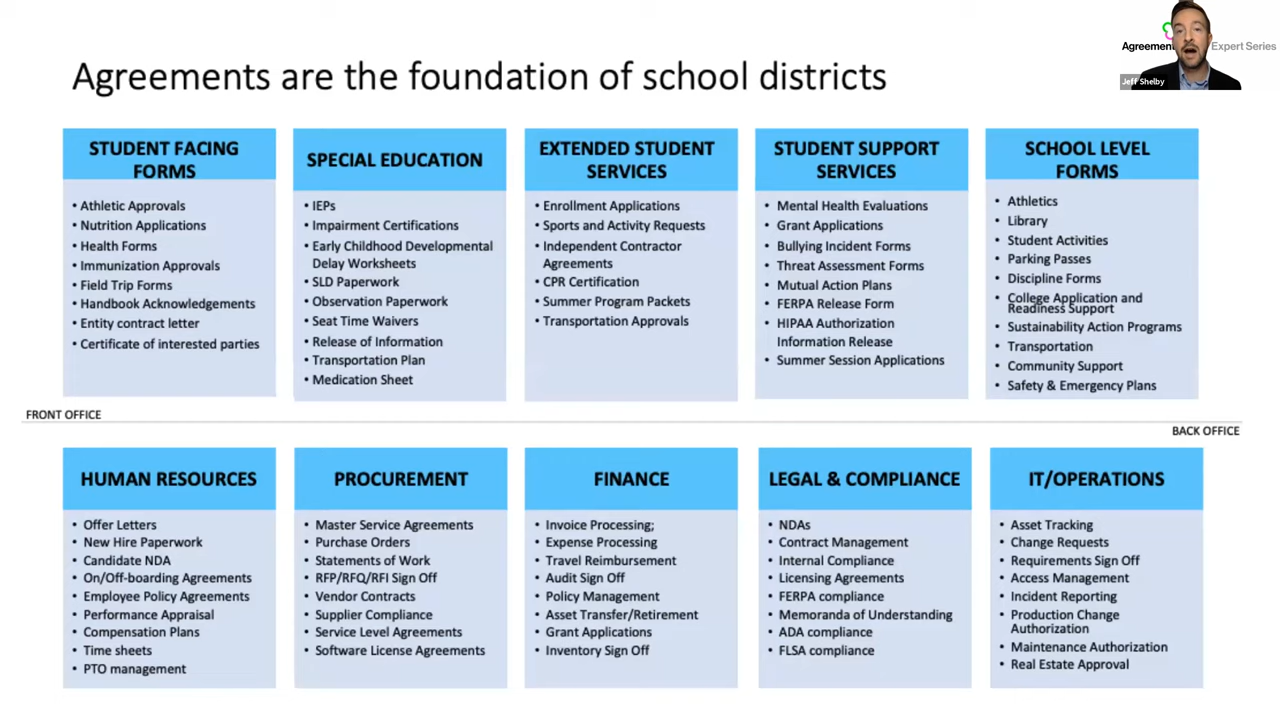 Agreement
Expert Series
Jeff Shelby
Agreements are the foundation of school districts
STUDENT FACING
FORMS
• Athletic Approvals
• Nutrition Applications
• Health Forms
• Immunization Approvals
• Field Trip Forms
• Handbook Acknowledgements
• Entity contract letter
• Certificate of interested parties
SPECIAL EDUCATION
• IEPs
• Impairment Certifications
• Early Childhood Developmental
Delay Worksheets
• SLD Paperwork
• Observation Paperwork
• Seat Time Waivers
• Release of Information
• Transportation Plan
• Medication Sheet
EXTENDED STUDENT
SERVICES
• Enrollment Applications
• Sports and Activity Requests
• Independent Contractor
Agreements
• CPR Certification
• Summer Program Packets
• Transportation Approvals
STUDENT SUPPORT
SERVICES
• Mental Health Evaluations
• Grant Applications
• Bullying Incident Forms
• Threat Assessment Forms
• Mutual Action Plans
• FERPA Release Form
• HIPAA Authorization
Information Release
• Summer Session Applications
SCHOOL LEVEL
FORMS
• Athletics
• Library
• Student Activities
• Parking Passes
• Discipline Forms
• College Application and
Readiness Support
• Sustainability Action Programs
• Transportation
• Community Support
• Safety & Emergency Plans
FRONT OFFICE
BACK OFFICE
HUMAN RESOURCES
• Offer Letters
• New Hire Paperwork
• Candidate NDA
• On/Off-boarding Agreements
• Employee Policy Agreements
• Performance Appraisal
• Compensation Plans
• Time sheets
• PTO management
PROCUREMENT
• Master Service Agreements
• Purchase Orders
• Statements of Work
• RFP/RFQ/RFI Sign Off
• Vendor Contracts
• Supplier Compliance
• Service Level Agreements
• Software License Agreements
FINANCE
• Invoice Processing;
• Expense Processing
• Travel Reimbursement
• Audit Sign Off
• Policy Management
• Asset Transfer/Retirement
• Grant Applications
• Inventory Sign Off
LEGAL & COMPLIANCE
• NDAs
• Contract Management
• Internal Compliance
• Licensing Agreements
• FERPA compliance
• Memoranda of Understanding
• ADA compliance
• FLSA compliance
IT/OPERATIONS
• Asset Tracking
• Change Requests
• Requirements Sign Off
• Access Management
• Incident Reporting
• Production Change
Authorization
• Maintenance Authorization
• Real Estate Approval